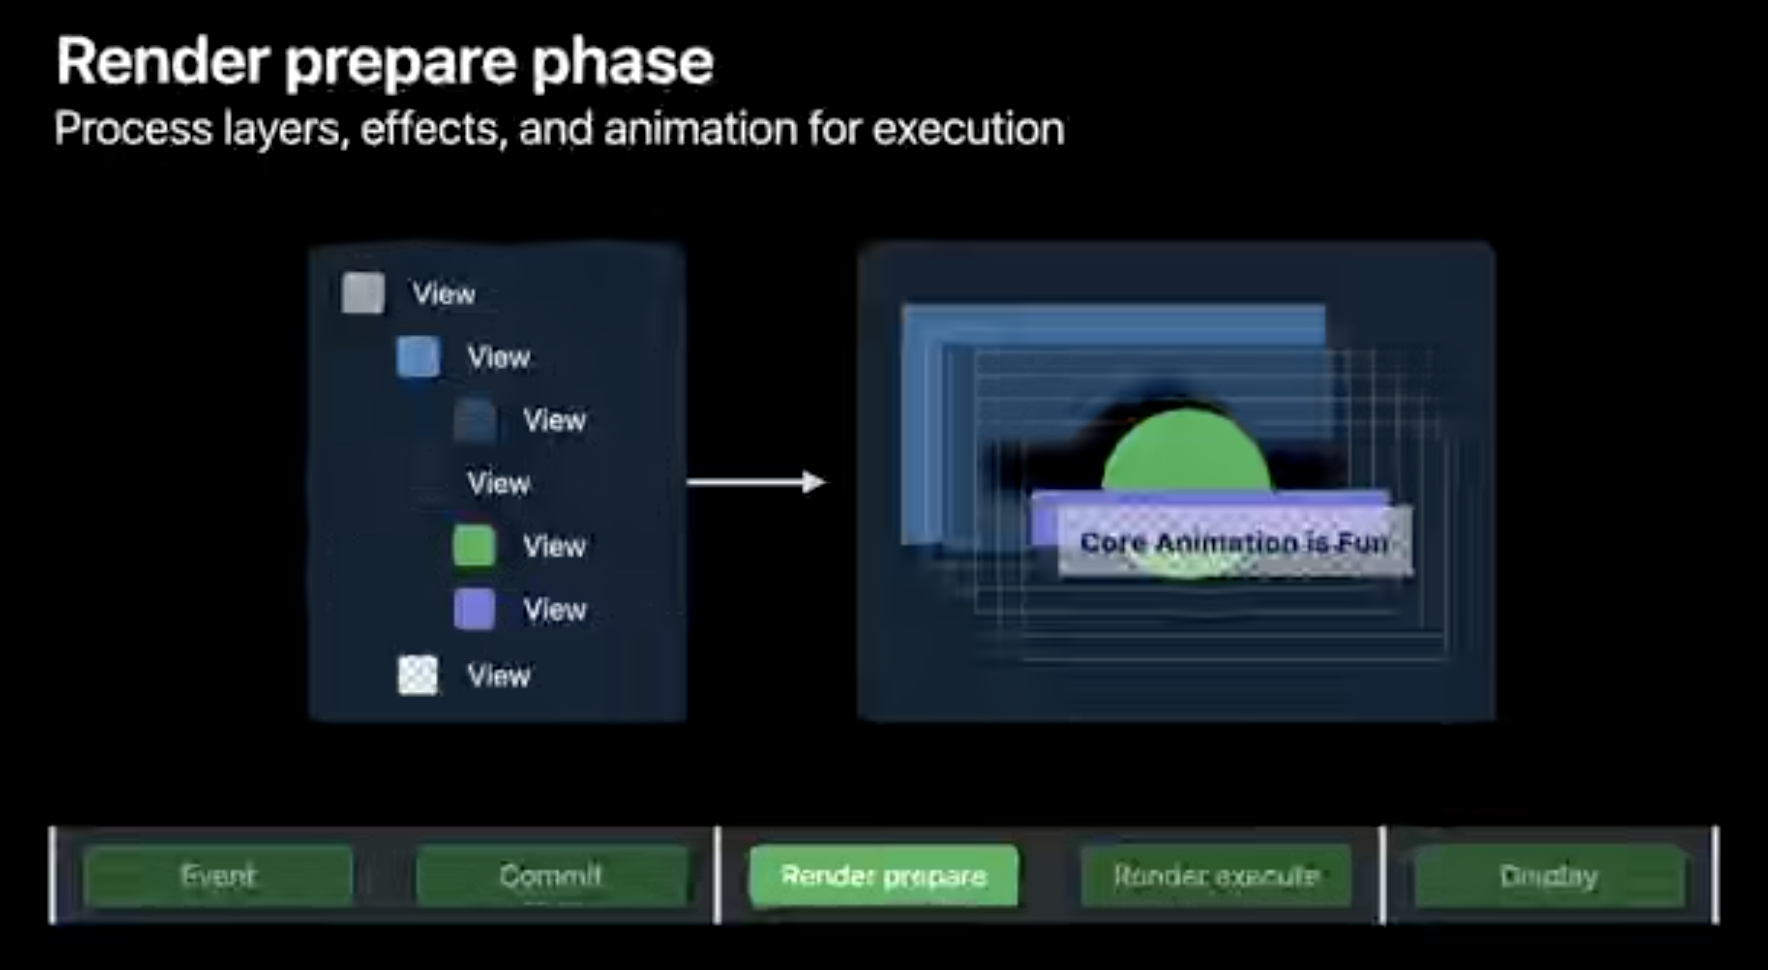 Render prepare phase
Process layers, effects, and animation for execution
View
View
View
View
View
View
View
Core Animation is Fun
Event
Commit
Render prepare
Render execute
Display